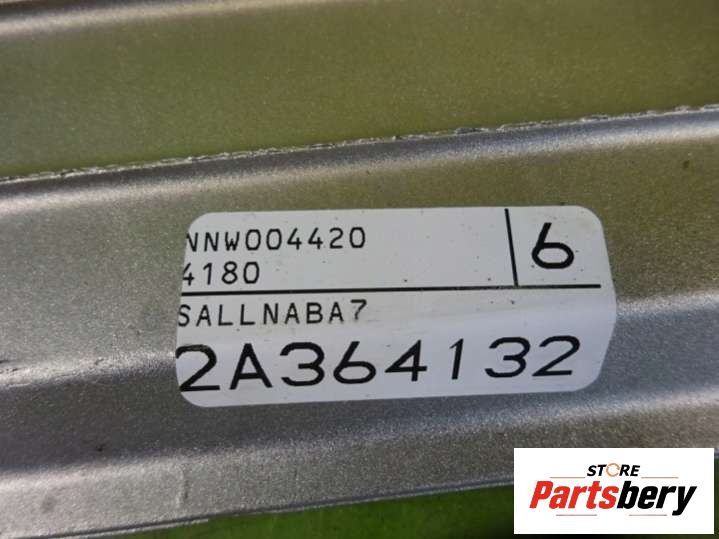 NNW004420
6
4180
SALLNABA7
2A364132
STORE
Partsbery